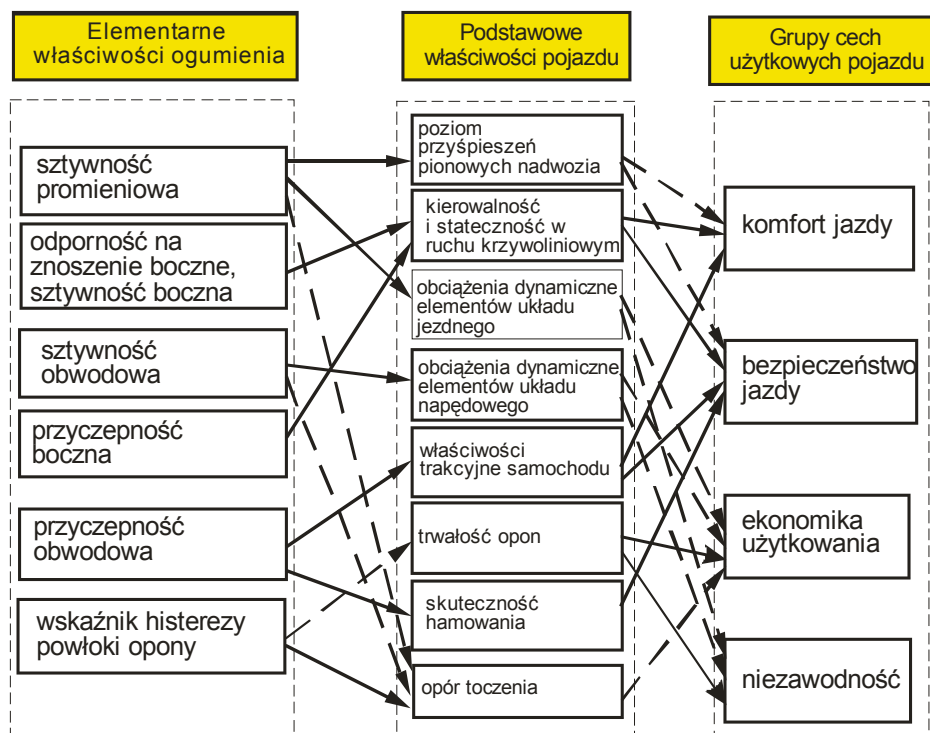 Elementarne
właściwości ogumienia
Podstawowe
właściwości pojazdu
Grupy cech
użytkowych pojazdu
sztywność
promieniowa
odporność na
znoszenie boczne,
sztywność boczna
sztywność
obwodowa
przyczepność
boczna
przyczepność
obwodowa
wskaźnik histerezy
powłoki opony
poziom
przyśpieszeń
pionowych nadwozia
kierowalność
i stateczność w
ruchu krzywoliniowym
obciążenia dynamiczne
elementów układu
jezdnego
obciążenia dynamiczne
elementów układu
napędowego
właściwości
trakcyjne samochodu
trwałość opon
skuteczność
hamowania
opór toczenia
komfort jazdy
bezpieczeństwo
jazdy
ekonomika
użytkowania
niezawodność